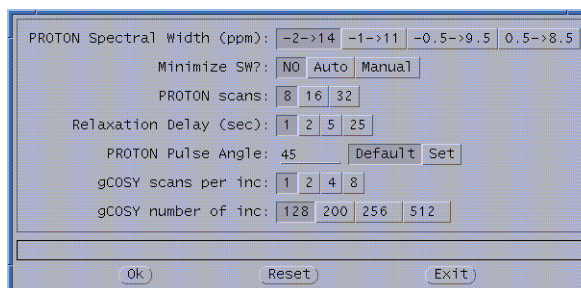 PROTON Spectral Width (ppm): -2->14 -1->11 -0.5->9.5 0.5->8.5
Minimize SW?: NO Auto Manual
PROTON scans: 8 16 32
Relaxation Delay (sec): 1 2 5 25
PROTON Pulse Angle: 45 Default Set
gCOSY scans per inc: 1 2 4 8
gCOSY number of inc: 128 200 256 512
Ok Reset Exit